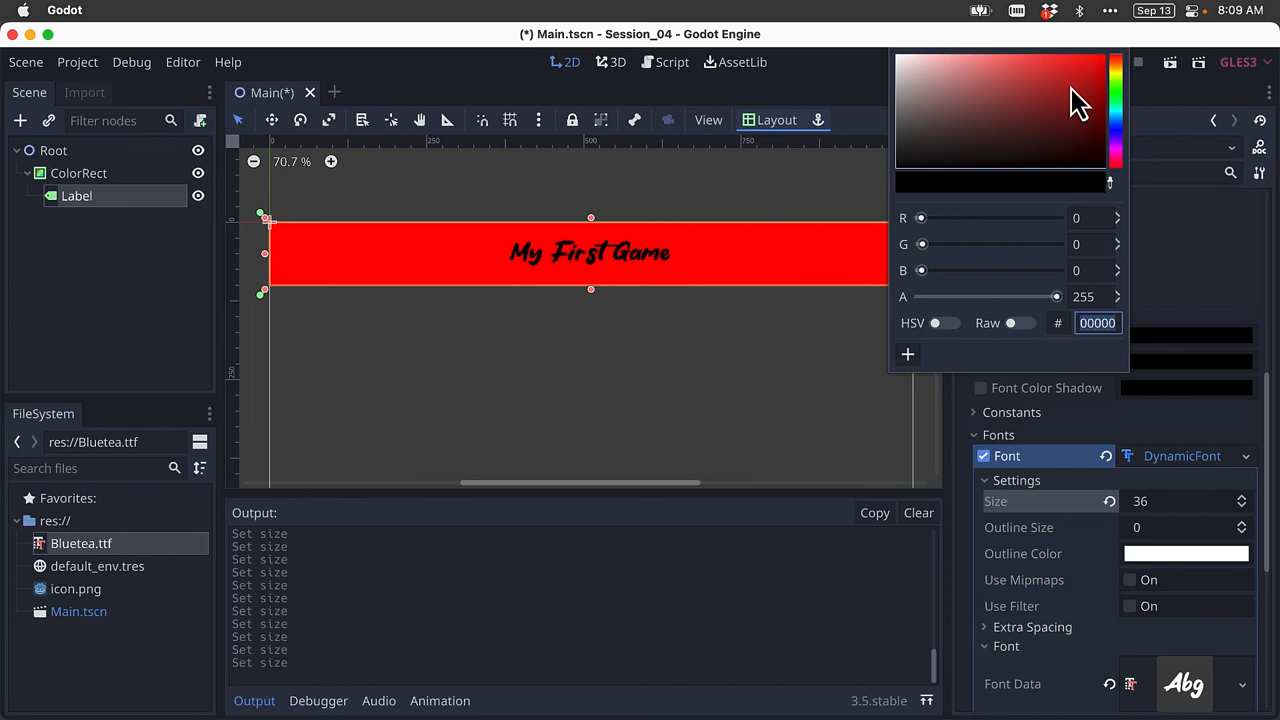 Godot
Sep 13
8:09 AM
(*) Main.tscn - Session_04 - Godot Engine
Scene
Project
Debug
Editor
Help
2D
3D
Script
AssetLib
GLES3
Scene
Import
Main(*)
Filter nodes
View
Layout
Root
ColorRect
Label
0
250
500
750
70.7 %
0
250
My First Game
R
0
G
0
B
0
A
255
HSV
Raw
#
00000
Font Color Shadow
Constants
Fonts
Font
DynamicFont
Settings
Size
36
Outline Size
0
Outline Color
Use Mipmaps
On
Use Filter
On
Extra Spacing
Font
Font Data
Abg
FileSystem
res://Bluetea.ttf
Search files
Favorites:
res://
Bluetea.ttf
default_env.tres
icon.png
Main.tscn
Output:
Copy
Clear
Set size
Set size
Set size
Set size
Set size
Set size
Set size
Set size
Set size
Set size
Set size
Output
Debugger
Audio
Animation
3.5.stable